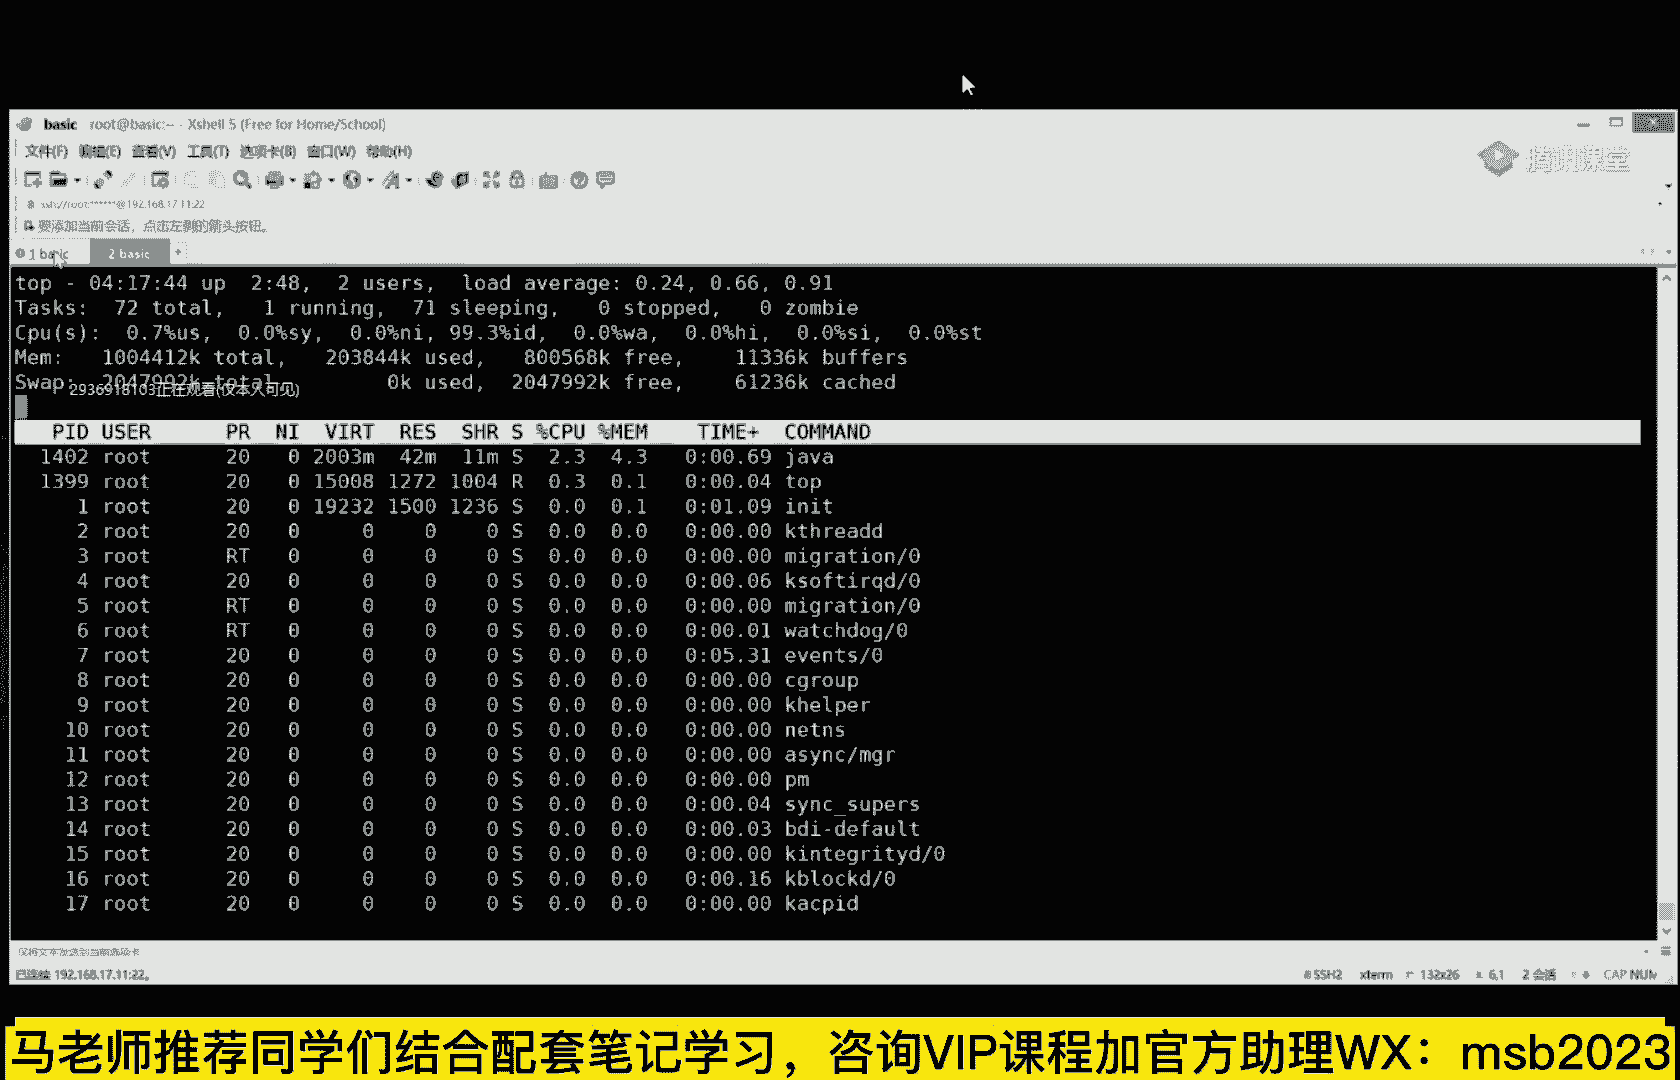 basic root@basic:~ - Xshell 5 (Free for Home/School)
文件(F) 编辑(E) 查看(V) 工具(T) 选项卡(B) 窗口(W) 帮助(H)
腾讯课堂
ssh://root:******@192.168.17.11:22
要添加当前会话，点击左侧的箭头按钮。
1 basic 2 basic +
top - 04:17:44 up 2:48, 2 users, load average: 0.24, 0.66, 0.91
Tasks: 72 total, 1 running, 71 sleeping, 0 stopped, 0 zombie
Cpu(s): 0.7%us, 0.0%sy, 0.0%ni, 99.3%id, 0.0%wa, 0.0%hi, 0.0%si, 0.0%st
Mem: 1004412k total, 203844k used, 800568k free, 11336k buffers
Swap: 2047992k total, 0k used, 2047992k free, 61236k cached
2936918103正在观看(仅本人可见)
PID USER PR NI VIRT RES SHR S %CPU %MEM TIME+ COMMAND
1402 root 20 0 2003m 42m 11m S 2.3 4.3 0:00.69 java
1399 root 20 0 15008 1272 1004 R 0.3 0.1 0:00.04 top
1 root 20 0 19232 1500 1236 S 0.0 0.1 0:01.09 init
2 root 20 0 0 0 0 S 0.0 0.0 0:00.00 kthreadd
3 root RT 0 0 0 0 S 0.0 0.0 0:00.00 migration/0
4 root 20 0 0 0 0 S 0.0 0.0 0:00.06 ksoftirqd/0
5 root RT 0 0 0 0 S 0.0 0.0 0:00.00 migration/0
6 root RT 0 0 0 0 S 0.0 0.0 0:00.01 watchdog/0
7 root 20 0 0 0 0 S 0.0 0.0 0:05.31 events/0
8 root 20 0 0 0 0 S 0.0 0.0 0:00.00 cgroup
9 root 20 0 0 0 0 S 0.0 0.0 0:00.00 khelper
10 root 20 0 0 0 0 S 0.0 0.0 0:00.00 netns
11 root 20 0 0 0 0 S 0.0 0.0 0:00.00 async/mgr
12 root 20 0 0 0 0 S 0.0 0.0 0:00.00 pm
13 root 20 0 0 0 0 S 0.0 0.0 0:00.04 sync_supers
14 root 20 0 0 0 0 S 0.0 0.0 0:00.03 bdi-default
15 root 20 0 0 0 0 S 0.0 0.0 0:00.00 kintegrityd/0
16 root 20 0 0 0 0 S 0.0 0.0 0:00.16 kblockd/0
17 root 20 0 0 0 0 S 0.0 0.0 0:00.00 kacpid
仅将文本发送到当前选项卡
已连接 192.168.17.11:22。 SSH2 xterm 132x26 6,1 2 会话 CAP NUM
马老师推荐同学们结合配套笔记学习，咨询VIP课程加官方助理WX：msb2023